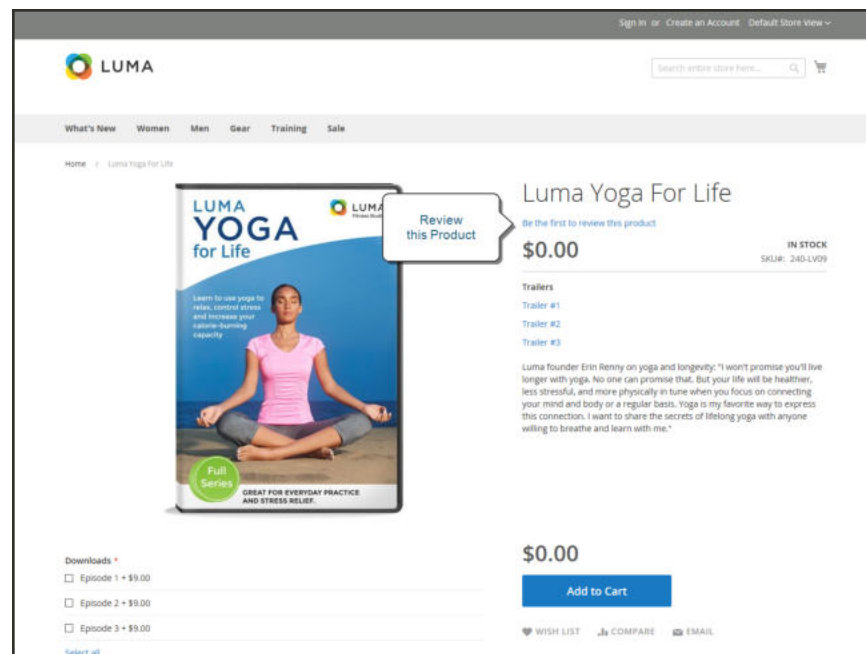 Sign In or Create an Account Default Store View
LUMA
Search entire store here...
What's New Women Men Gear Training Sale
Home > Luma Yoga For Life
LUMA
YOGA
for Life
LUMA
Fitness Studio
Learn to use yoga to
relax, control stress
and increase your
calorie-burning
capacity
Full
Series
GREAT FOR EVERYDAY PRACTICE
AND STRESS RELIEF.
Review
this Product
Luma Yoga For Life
Be the first to review this product
$0.00
IN STOCK
SKU#: 240-LV09
Trailers
Trailer #1
Trailer #2
Trailer #3
Luma founder Erin Renny on yoga and longevity: "I won't promise you'll live
longer with yoga. No one can promise that. But your life will be healthier,
less stressful, and more physically in tune when you focus on connecting
your mind and body or a regular basis. Yoga is my favorite way to express
this connection. I want to share the secrets of lifelong yoga with anyone
willing to breathe and learn with me."
Downloads *
Episode 1 + $9.00
Episode 2 + $9.00
Episode 3 + $9.00
Select all
$0.00
Add to Cart
WISH LIST COMPARE EMAIL